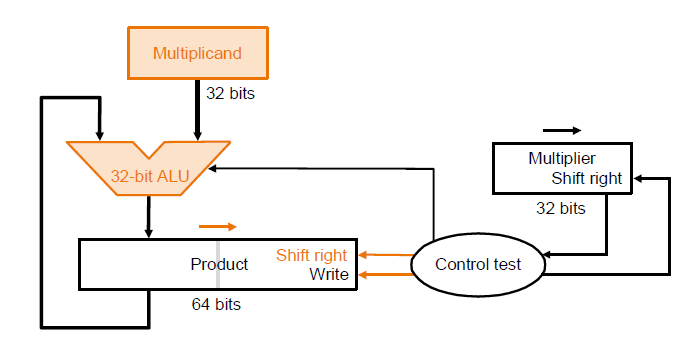 Multiplicand
32 bits
32-bit ALU
Multiplier
Shift right
32 bits
Product
Shift right
Write
Control test
64 bits